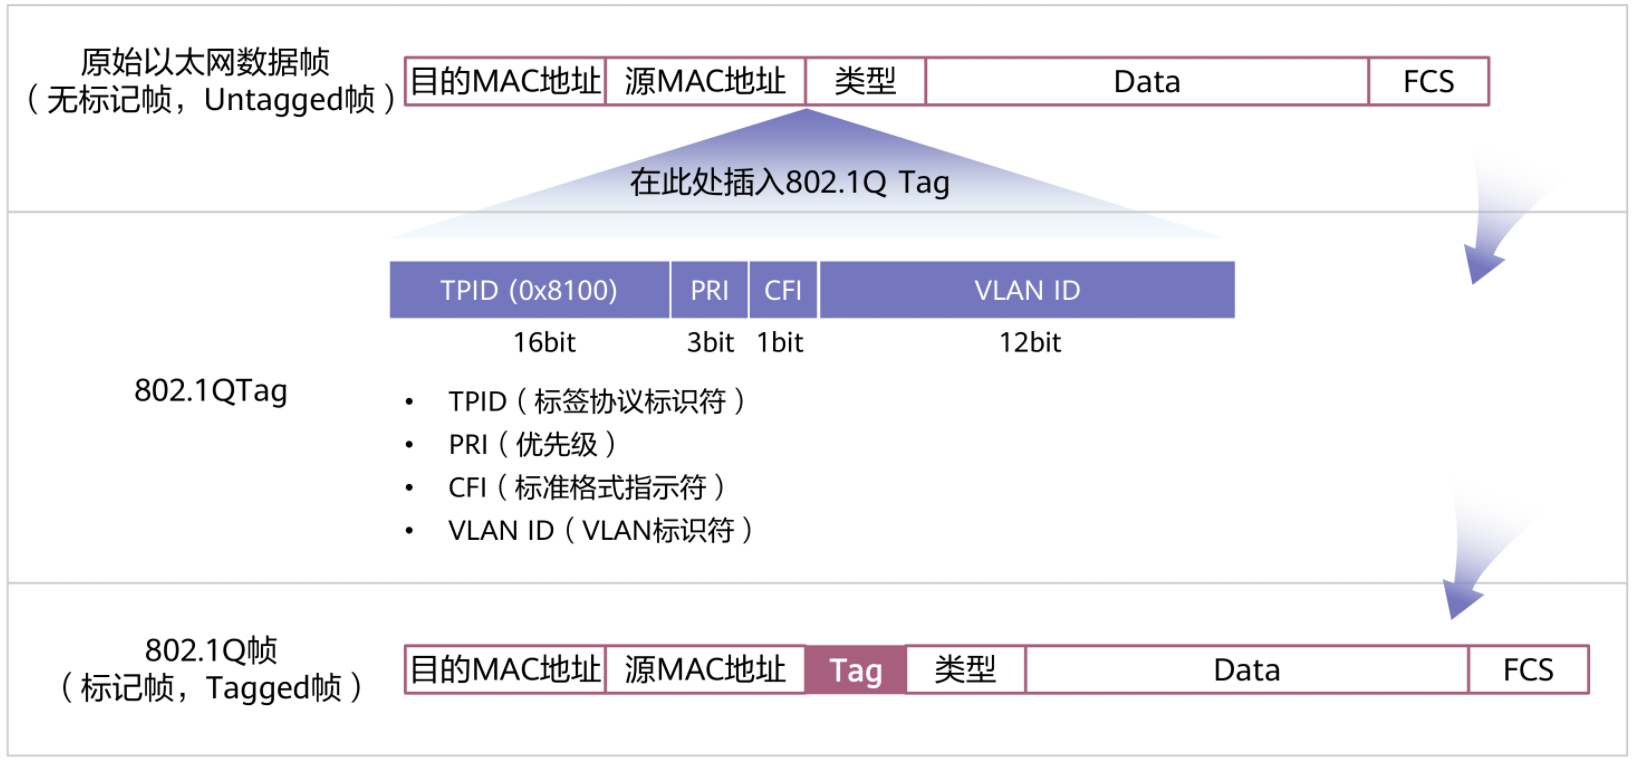 原始以太网数据帧
（无标记帧，Untagged帧）
目的MAC地址 源MAC地址 类型 Data FCS
在此处插入802.1Q Tag
TPID (0x8100) PRI CFI VLAN ID
16bit 3bit 1bit 12bit
802.1QTag
• TPID（标签协议标识符）
• PRI（优先级）
• CFI（标准格式指示符）
• VLAN ID（VLAN标识符）
802.1Q帧
（标记帧，Tagged帧）
目的MAC地址 源MAC地址 Tag 类型 Data FCS